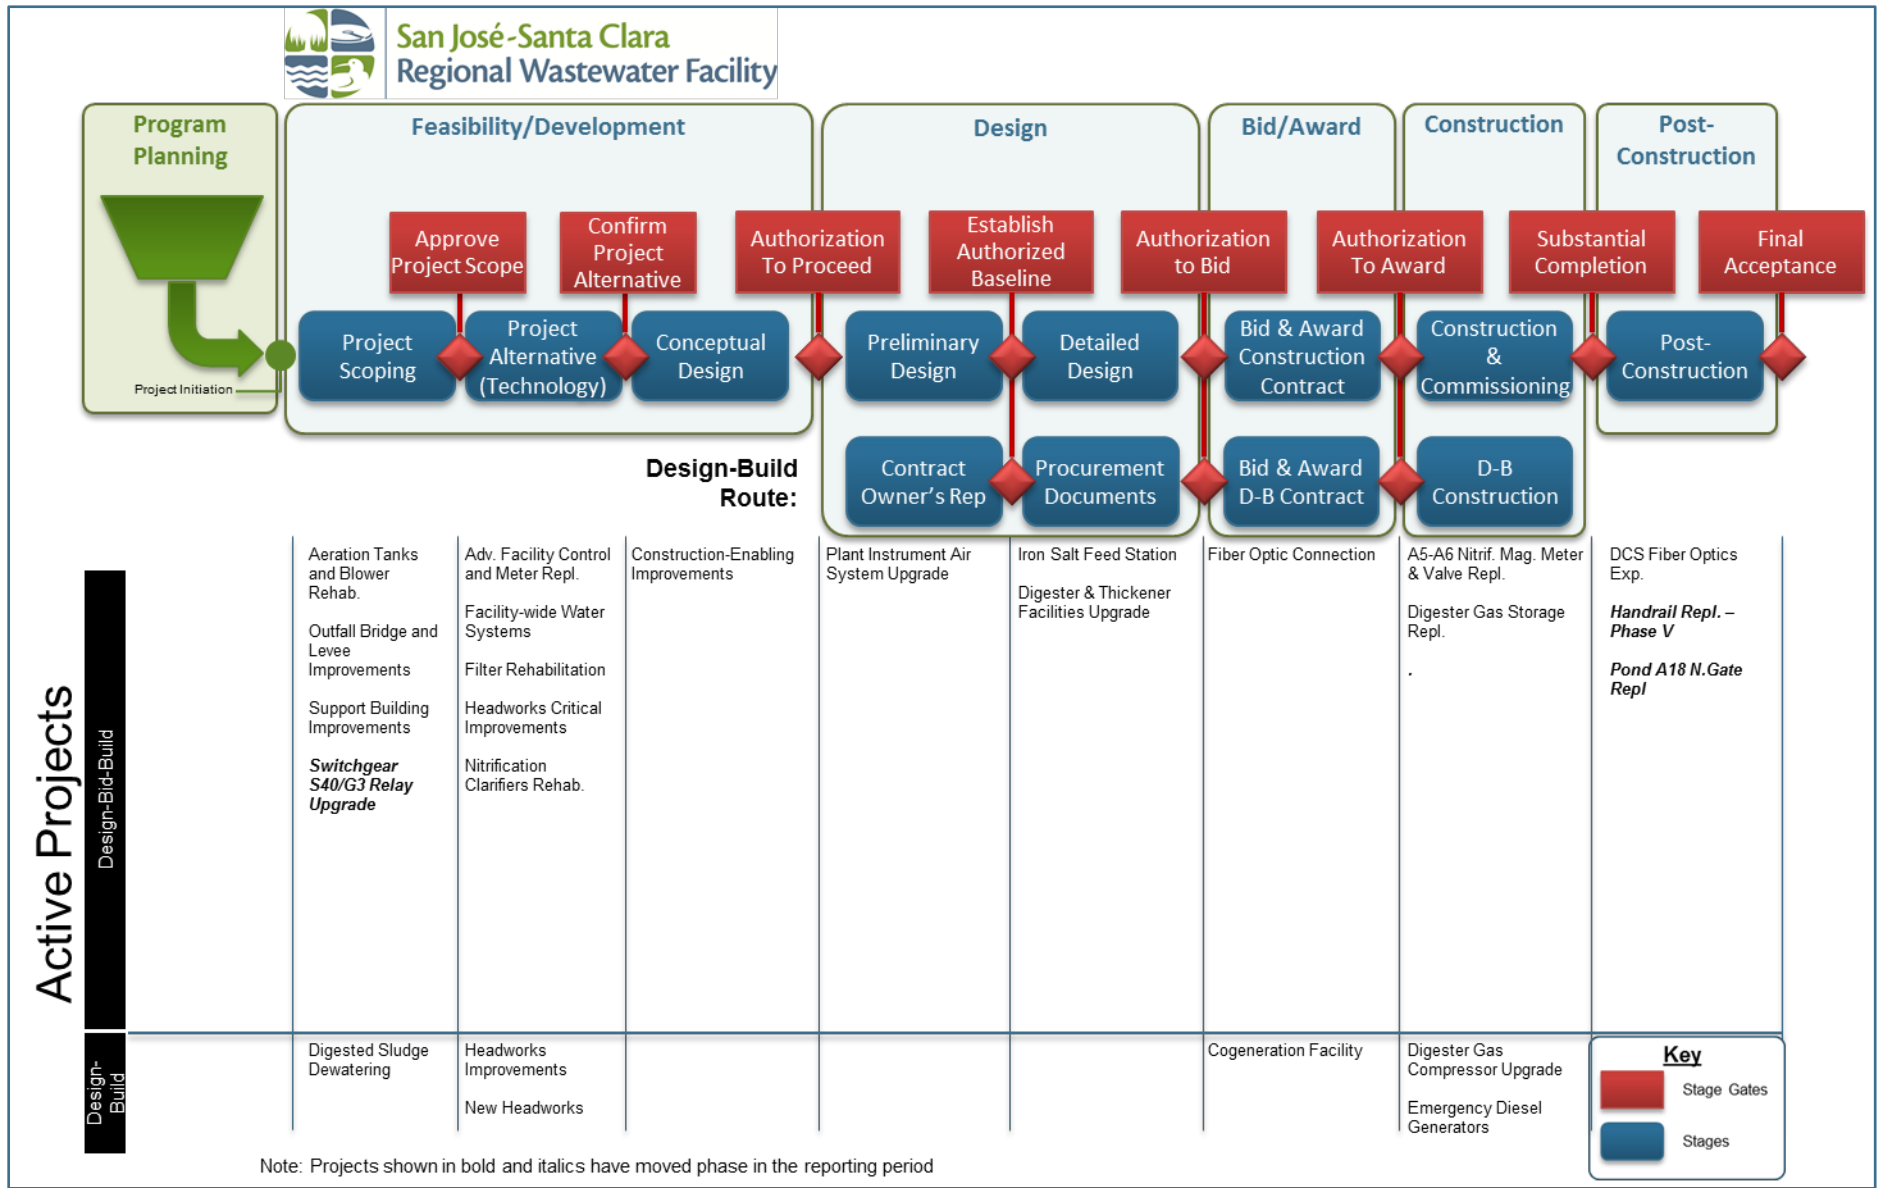 San José-Santa Clara
Regional Wastewater Facility
Program
Planning
Feasibility/Development
Design
Bid/Award
Construction
Post-
Construction
Approve
Project Scope
Confirm
Project
Alternative
Authorization
To Proceed
Establish
Authorized
Baseline
Authorization
to Bid
Authorization
To Award
Substantial
Completion
Final
Acceptance
Project Initiation
Project
Scoping
Project
Alternative
(Technology)
Conceptual
Design
Preliminary
Design
Detailed
Design
Bid & Award
Construction
Contract
Construction
&
Commissioning
Post-
Construction
Design-Build
Route:
Contract
Owner's Rep
Procurement
Documents
Bid & Award
D-B Contract
D-B
Construction
Active Projects
Design-Bid-Build
Aeration Tanks
and Blower
Rehab.
Outfall Bridge and
Levee
Improvements
Support Building
Improvements
Switchgear
S40/G3 Relay
Upgrade
Adv. Facility Control
and Meter Repl.
Facility-wide Water
Systems
Filter Rehabilitation
Headworks Critical
Improvements
Nitrification
Clarifiers Rehab.
Construction-Enabling
Improvements
Plant Instrument Air
System Upgrade
Iron Salt Feed Station
Digester & Thickener
Facilities Upgrade
Fiber Optic Connection
A5-A6 Nitrif. Mag. Meter
& Valve Repl.
Digester Gas Storage
Repl.
.
DCS Fiber Optics
Exp.
Handrail Repl. –
Phase V
Pond A18 N.Gate
Repl
Design-
Build
Digested Sludge
Dewatering
Headworks
Improvements
New Headworks
Cogeneration Facility
Digester Gas
Compressor Upgrade
Emergency Diesel
Generators
Key
Stage Gates
Stages
Note: Projects shown in bold and italics have moved phase in the reporting period